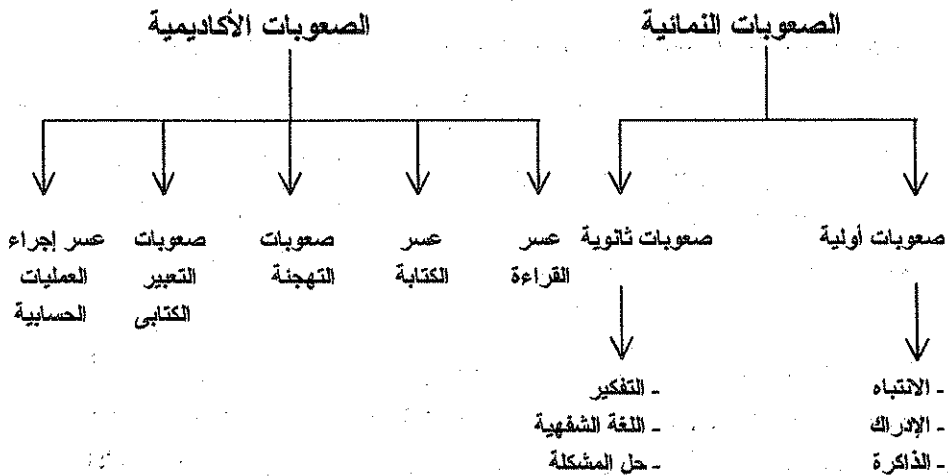 الصعوبات النمائية
الصعوبات الأكاديمية
صعوبات أولية
صعوبات ثانوية
عسر
القراءة
عسر
الكتابة
صعوبات
التهجئة
صعوبات
التعبير
الكتابى
عسر إجراء
العمليات
الحسابية
- الانتباه
- الإدراك
- الذاكرة
- التفكير
- اللغة الشفهية
- حل المشكلة